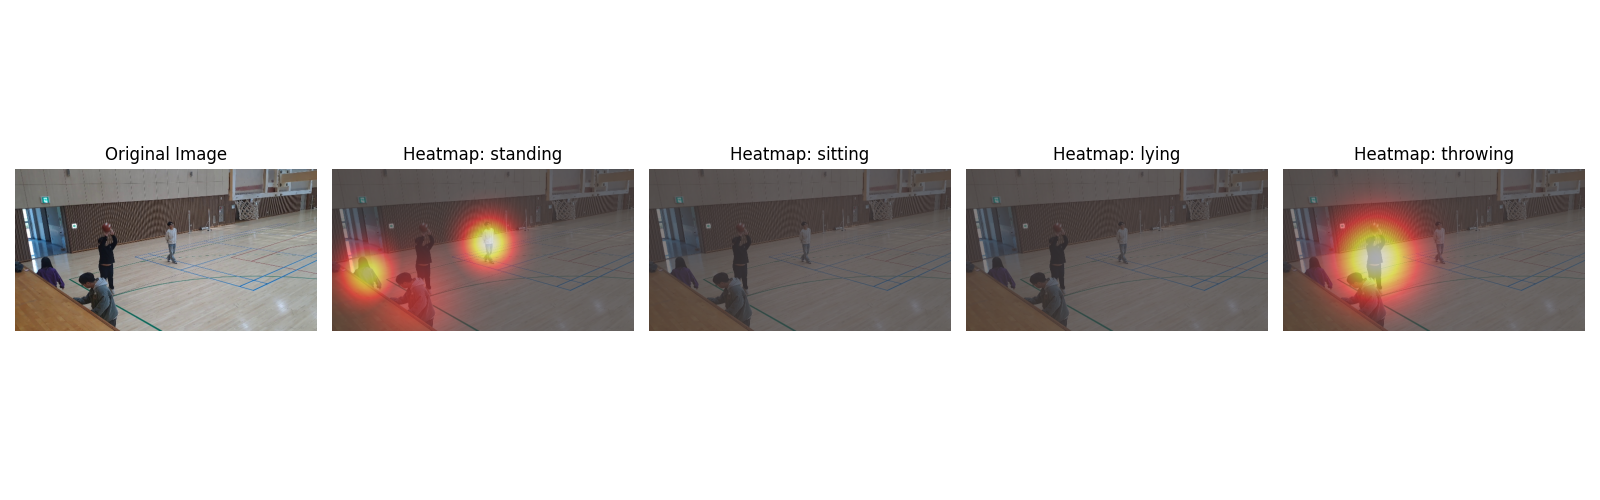 Original Image
Heatmap: standing
Heatmap: sitting
Heatmap: lying
Heatmap: throwing